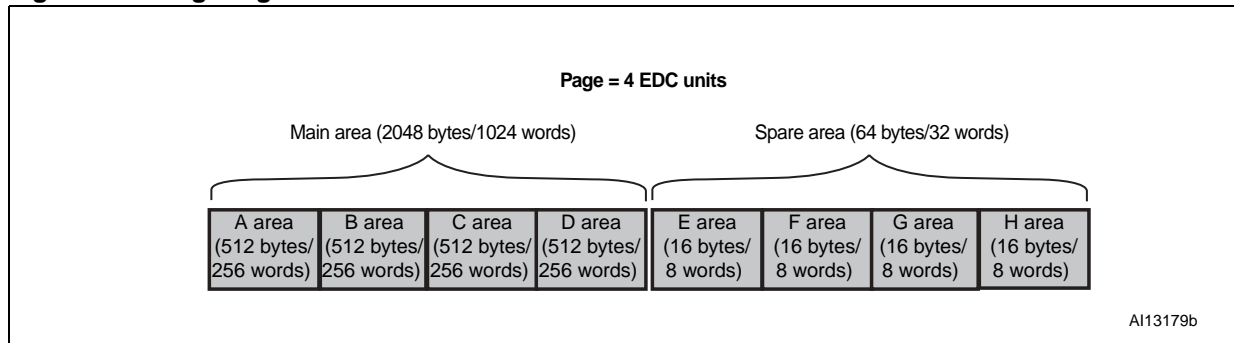 Page = 4 EDC units
Main area (2048 bytes/1024 words)
Spare area (64 bytes/32 words)
A area
(512 bytes/
256 words)
B area
(512 bytes/
256 words)
C area
(512 bytes/
256 words)
D area
(512 bytes/
256 words)
E area
(16 bytes/
8 words)
F area
(16 bytes/
8 words)
G area
(16 bytes/
8 words)
H area
(16 bytes/
8 words)
AI13179b